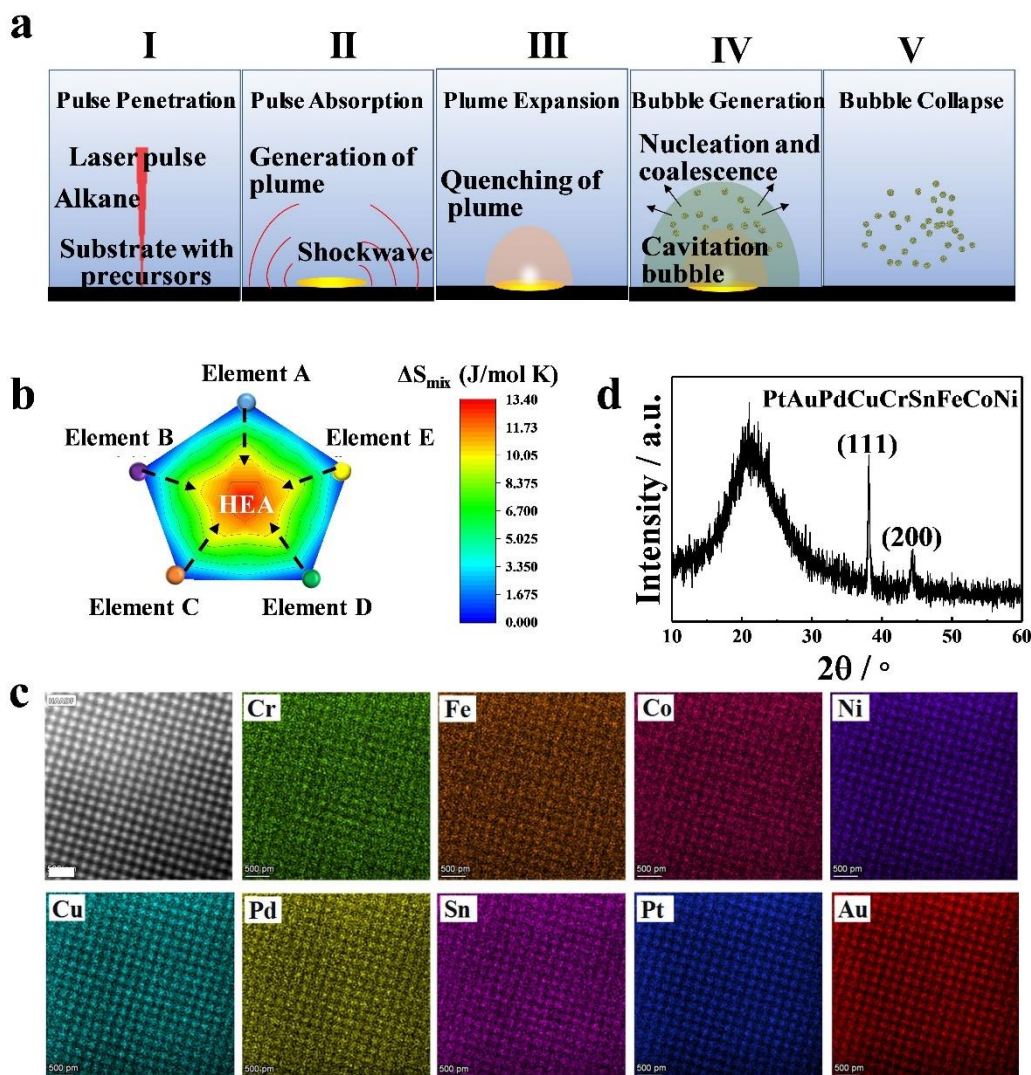 a
I
II
III
IV
V
Pulse Penetration
Pulse Absorption
Plume Expansion
Bubble Generation
Bubble Collapse
Laser pulse
Alkane
Substrate with
precursors
Generation of
plume
Shockwave
Quenching of
plume
Nucleation and
coalescence
Cavitation
bubble
b
Element A
Element B
Element E
HEA
Element C
Element D
ΔSmix (J/mol K)
13.40
11.73
10.05
8.375
6.700
5.025
3.350
1.675
0.000
d
PtAuPdCuCrSnFeCoNi
(111)
(200)
Intensity / a.u.
10
20
30
40
50
60
2θ / °
c
HAADF
Cr
500 pm
Fe
500 pm
Co
500 pm
Ni
500 pm
Cu
500 pm
Pd
500 pm
Sn
500 pm
Pt
500 pm
Au
500 pm